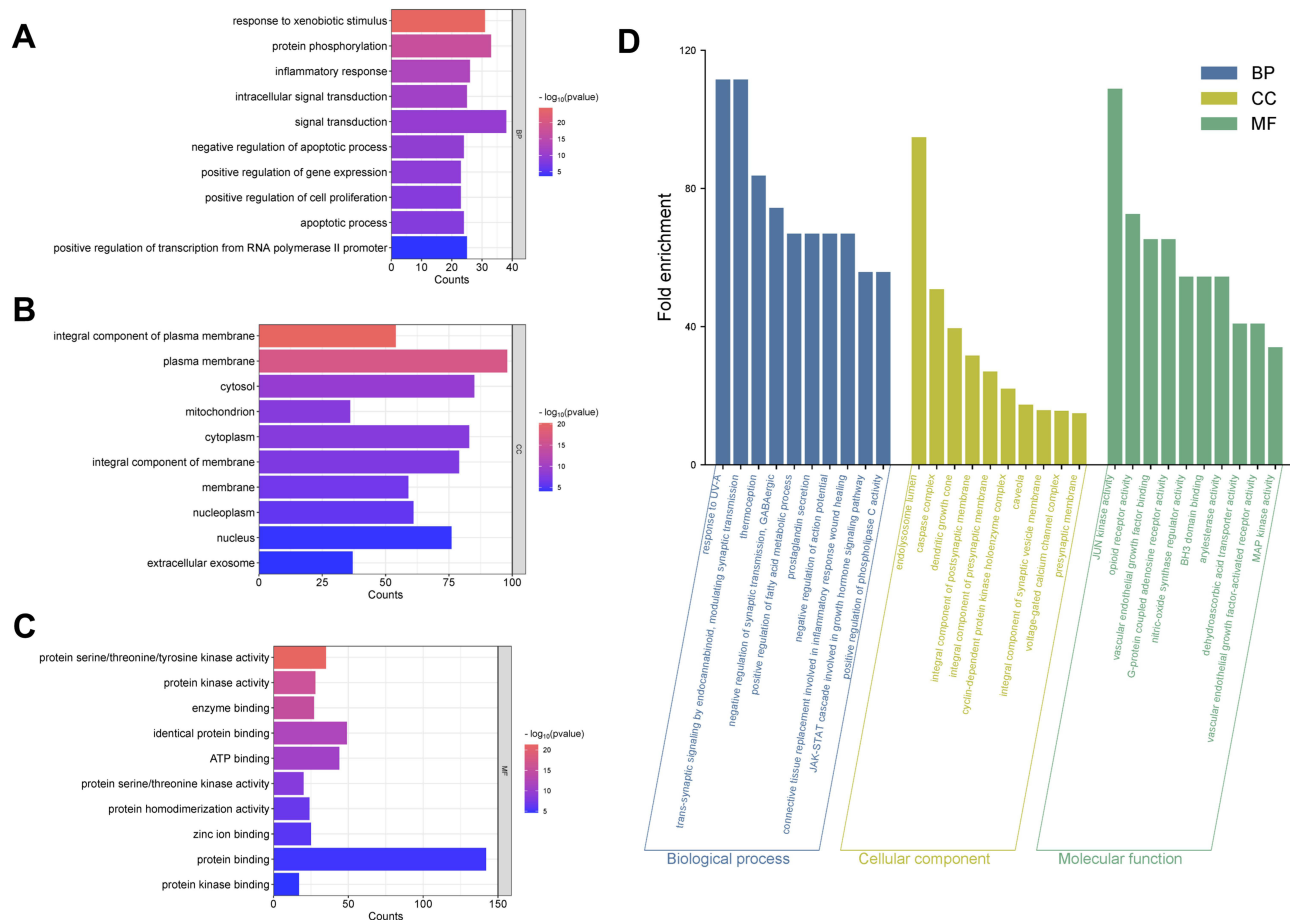 A
response to xenobiotic stimulus
protein phosphorylation
inflammatory response
intracellular signal transduction
signal transduction
negative regulation of apoptotic process
positive regulation of gene expression
positive regulation of cell proliferation
apoptotic process
positive regulation of transcription from RNA polymerase II promoter
0 10 20 30 40
Counts
BP
- log10(pvalue)
20
15
10
5
B
integral component of plasma membrane
plasma membrane
cytosol
mitochondrion
cytoplasm
integral component of membrane
membrane
nucleoplasm
nucleus
extracellular exosome
0 25 50 75 100
Counts
CC
- log10(pvalue)
20
15
10
5
C
protein serine/threonine/tyrosine kinase activity
protein kinase activity
enzyme binding
identical protein binding
ATP binding
protein serine/threonine kinase activity
protein homodimerization activity
zinc ion binding
protein binding
protein kinase binding
0 50 100 150
Counts
MF
- log10(pvalue)
20
15
10
5
D
120
80
40
0
Fold enrichment
BP
CC
MF
response to UV-A
trans-synaptic signaling by endocannabinoid, modulating synaptic transmission
thermoception
negative regulation of synaptic transmission, GABAergic
positive regulation of fatty acid metabolic process
prostaglandin secretion
negative regulation of action potential
connective tissue replacement involved in inflammatory response wound healing
JAK-STAT cascade involved in growth hormone signaling pathway
positive regulation of phospholipase C activity
endolysosome lumen
caspase complex
dendritic growth cone
integral component of postsynaptic membrane
integral component of presynaptic membrane
cyclin-dependent protein kinase holoenzyme complex
caveola
integral component of synaptic vesicle membrane
voltage-gated calcium channel complex
presynaptic membrane
JUN kinase activity
opioid receptor activity
vascular endothelial growth factor binding
G-protein coupled adenosine receptor activity
nitric-oxide synthase regulator activity
BH3 domain binding
arylesterase activity
dehydroascorbic acid transporter activity
vascular endothelial growth factor-activated receptor activity
MAP kinase activity
Biological process
Cellular component
Molecular function